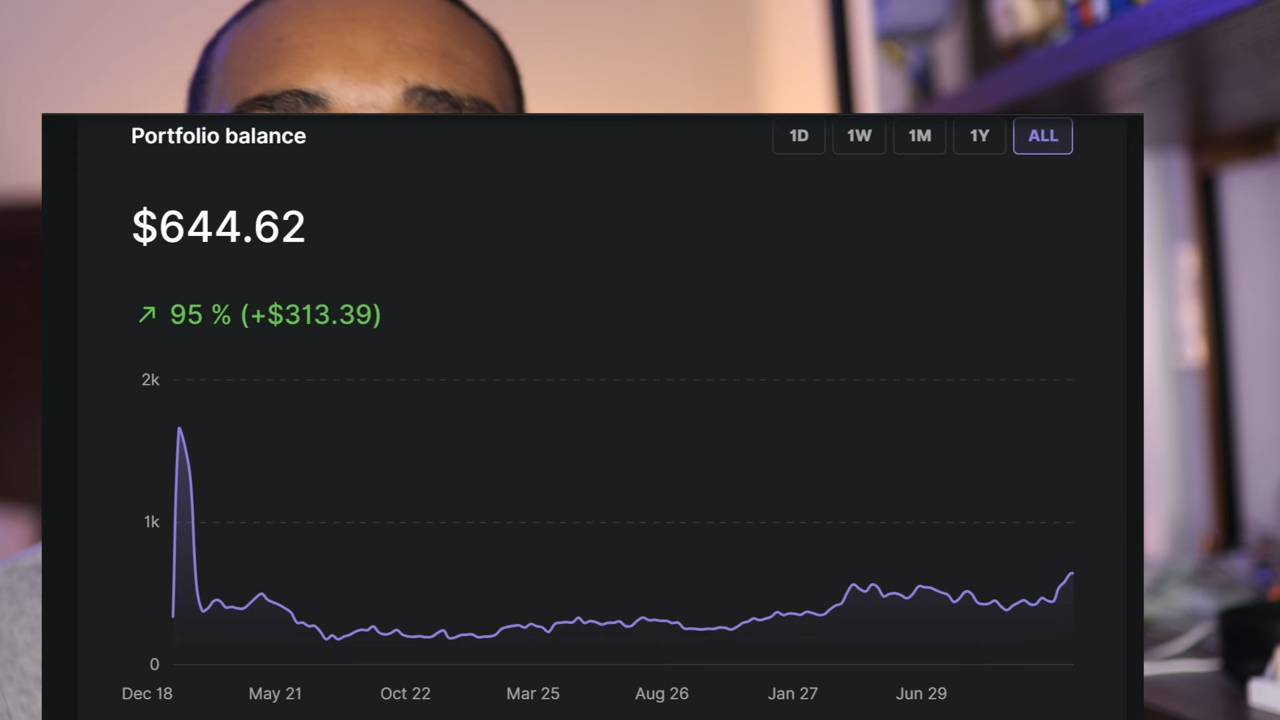 Portfolio balance 1D 1W 1M 1Y ALL
$644.62
95 % (+$313.39)
2k
1k
0
Dec 18 May 21 Oct 22 Mar 25 Aug 26 Jan 27 Jun 29